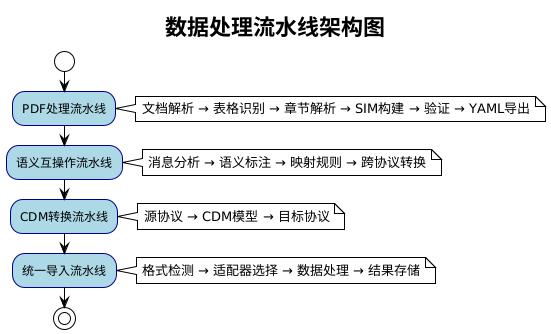 数据处理流水线架构图
PDF处理流水线
文档解析 → 表格识别 → 章节解析 → SIM构建 → 验证 → YAML导出
语义互操作流水线
消息分析 → 语义标注 → 映射规则 → 跨协议转换
CDM转换流水线
源协议 → CDM模型 → 目标协议
统一导入流水线
格式检测 → 适配器选择 → 数据处理 → 结果存储